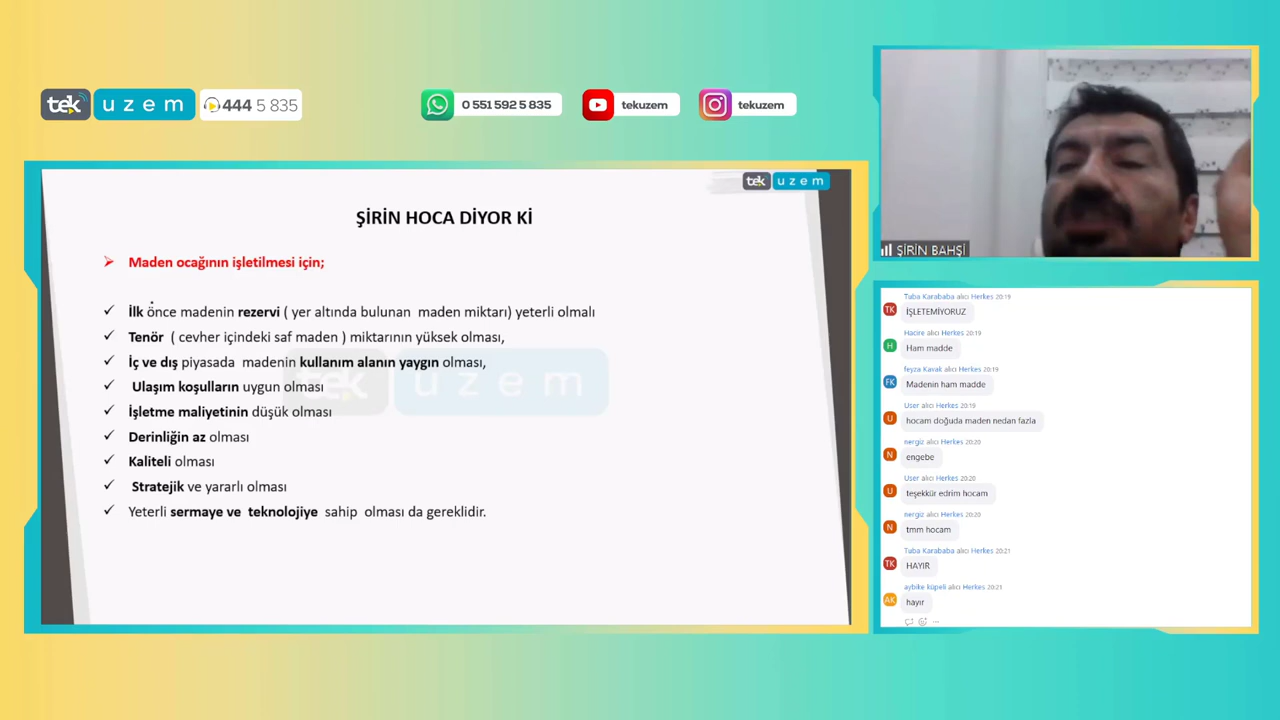 tek uzem 444 5 835
0 551 592 5 835
tekuzem
tekuzem
tek uzem
ŞİRİN HOCA DİYOR Kİ
Maden ocağının işletilmesi için;
İlk önce madenin rezervi ( yer altında bulunan maden miktarı) yeterli olmalı
Tenör ( cevher içindeki saf maden ) miktarının yüksek olması,
İç ve dış piyasada madenin kullanım alanın yaygın olması,
Ulaşım koşulların uygun olması
İşletme maliyetinin düşük olması
Derinliğin az olması
Kaliteli olması
Stratejik ve yararlı olması
Yeterli sermaye ve teknolojiye sahip olması da gereklidir.
tek uzem
ŞİRİN BAHŞİ
Tuba Karababa alıcı Herkes 20:19
TK İŞLETEMİYORUZ
Hacire alıcı Herkes 20:19
H Ham madde
feyza Kavak alıcı Herkes 20:19
FK Madenin ham madde
User alıcı Herkes 20:19
U hocam doğuda maden nedan fazla
nergiz alıcı Herkes 20:20
N engebe
User alıcı Herkes 20:20
U teşekkür edrim hocam
nergiz alıcı Herkes 20:20
N tmm hocam
Tuba Karababa alıcı Herkes 20:21
TK HAYIR
aybike küpeli alıcı Herkes 20:21
AK hayır